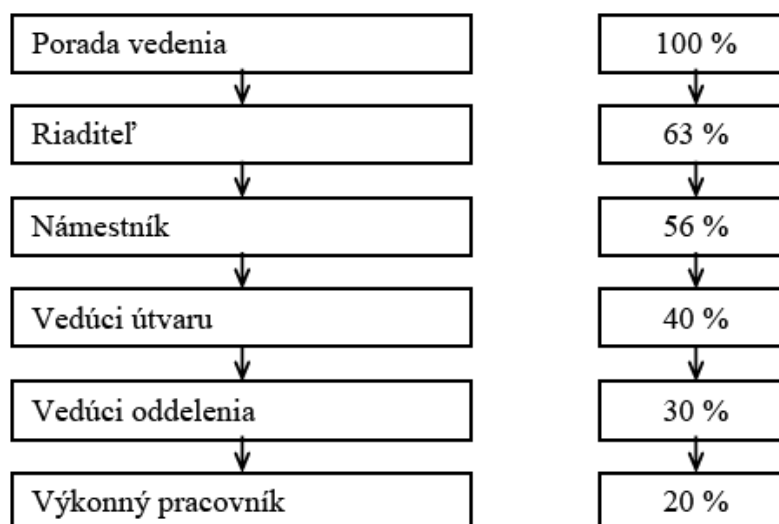 Porada vedenia 100 %
Riaditeľ 63 %
Námestník 56 %
Vedúci útvaru 40 %
Vedúci oddelenia 30 %
Výkonný pracovník 20 %